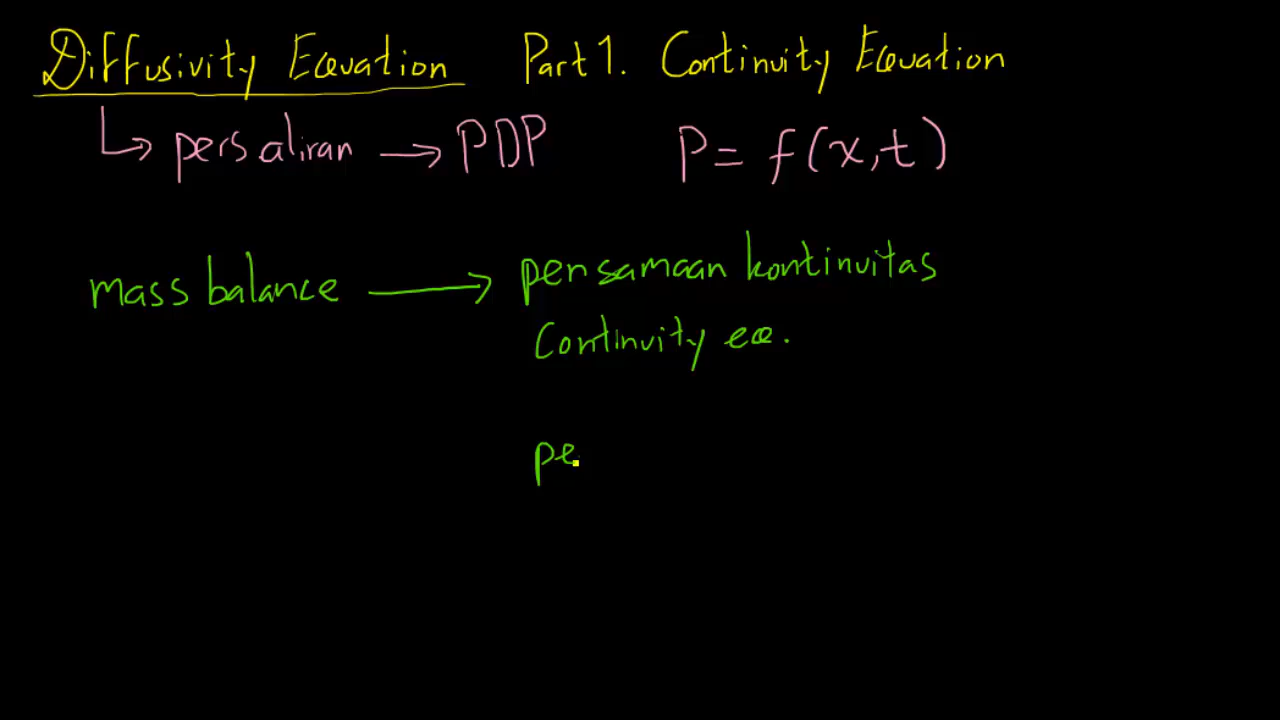 Diffusivity Equation Part 1. Continuity Equation
↳ pers aliran → PDP P = f(x,t)
mass balance → persamaan kontinuitas
Continuity eq.
pe